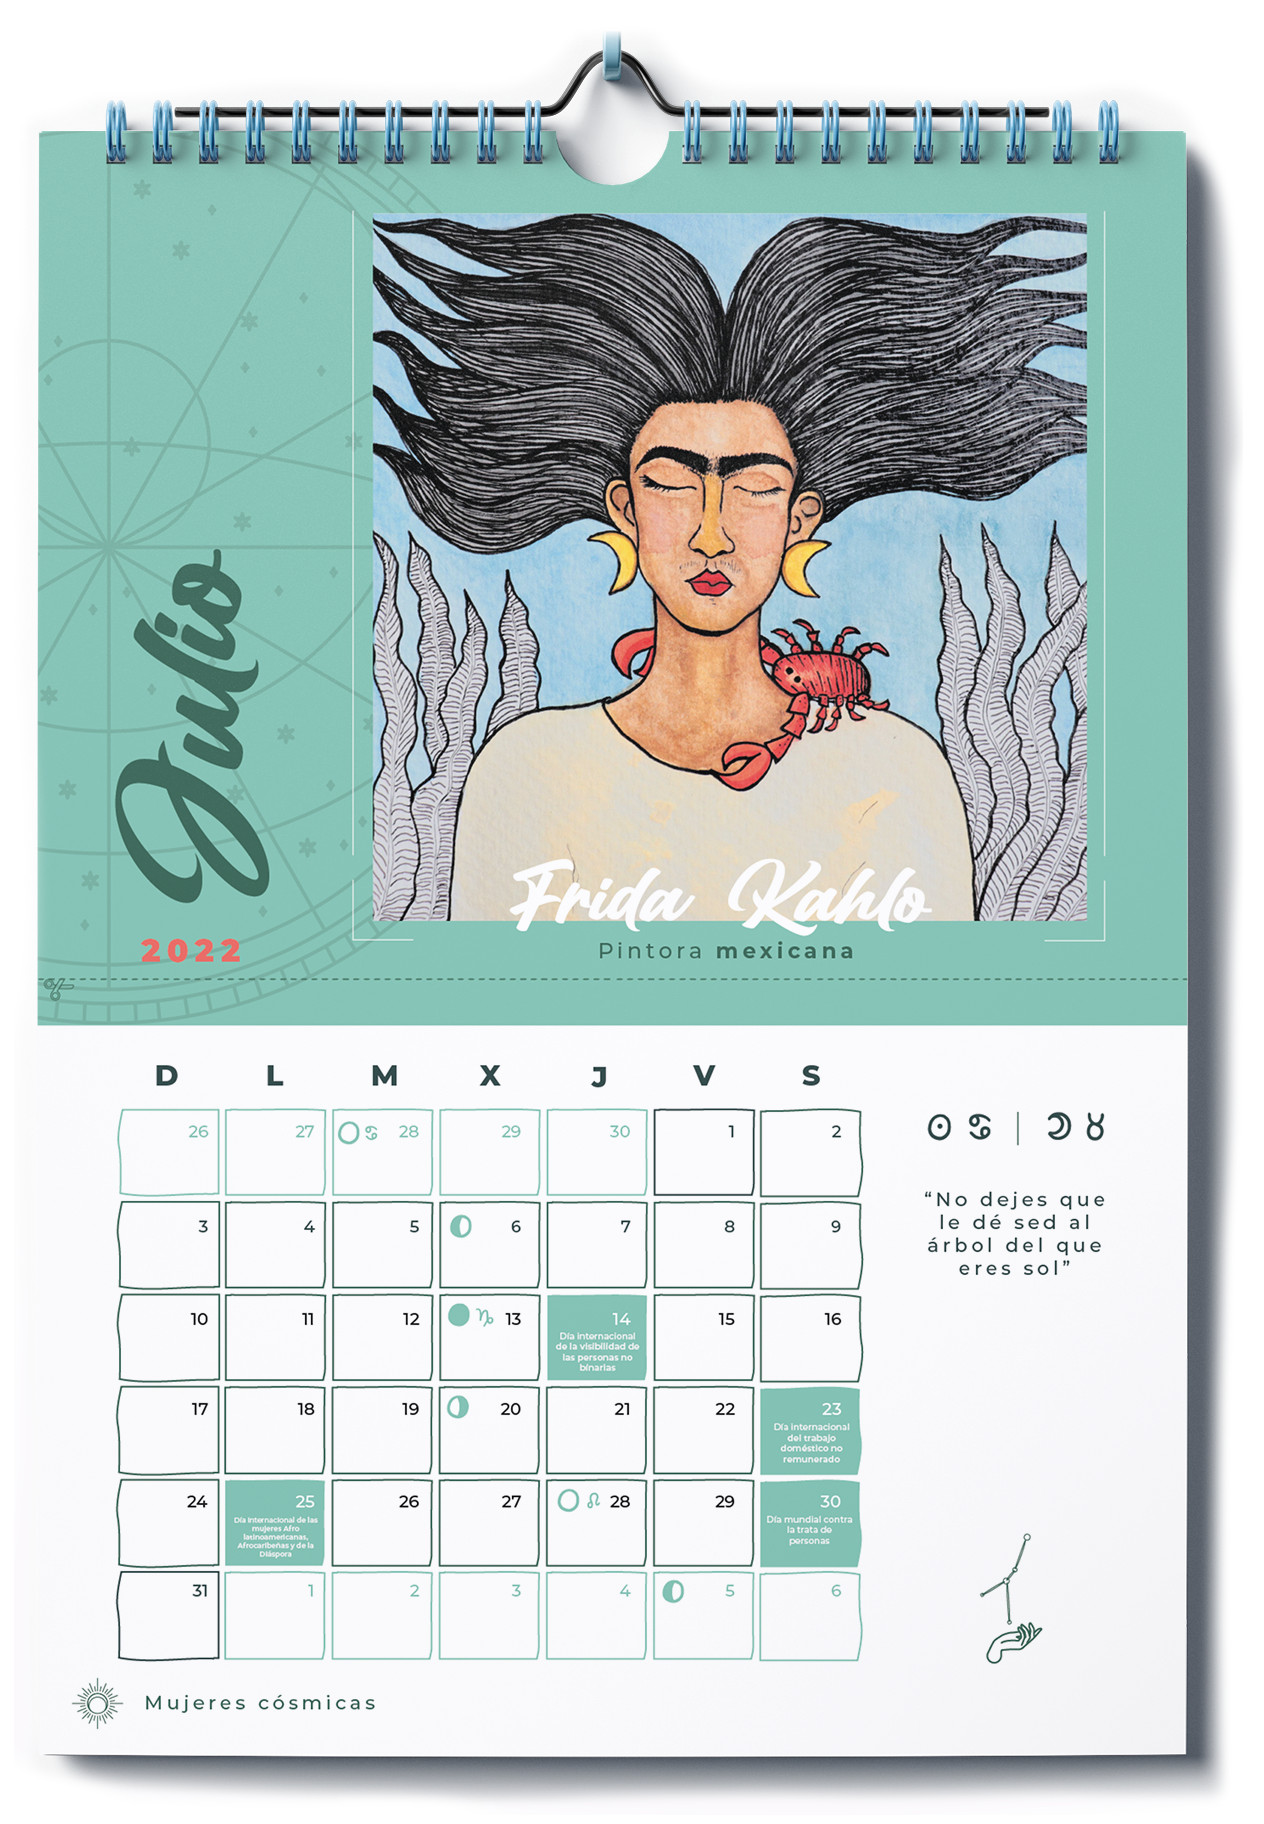 Julio
2022
Frida Kahlo
Pintora mexicana
D L M X J V S
26 27 28 29 30 1 2
3 4 5 6 7 8 9
10 11 12 13 14 15 16
Día internacional
de la visibilidad de
las personas no
binarias
17 18 19 20 21 22 23
Día internacional
del trabajo
doméstico no
remunerado
24 25 26 27 28 29 30
Día internacional de las
mujeres Afro
latinoamericanas,
Afrocaribeñas y de la
Diáspora
Día mundial contra
la trata de
personas
31 1 2 3 4 5 6
“No dejes que
le dé sed al
árbol del que
eres sol”
Mujeres cósmicas